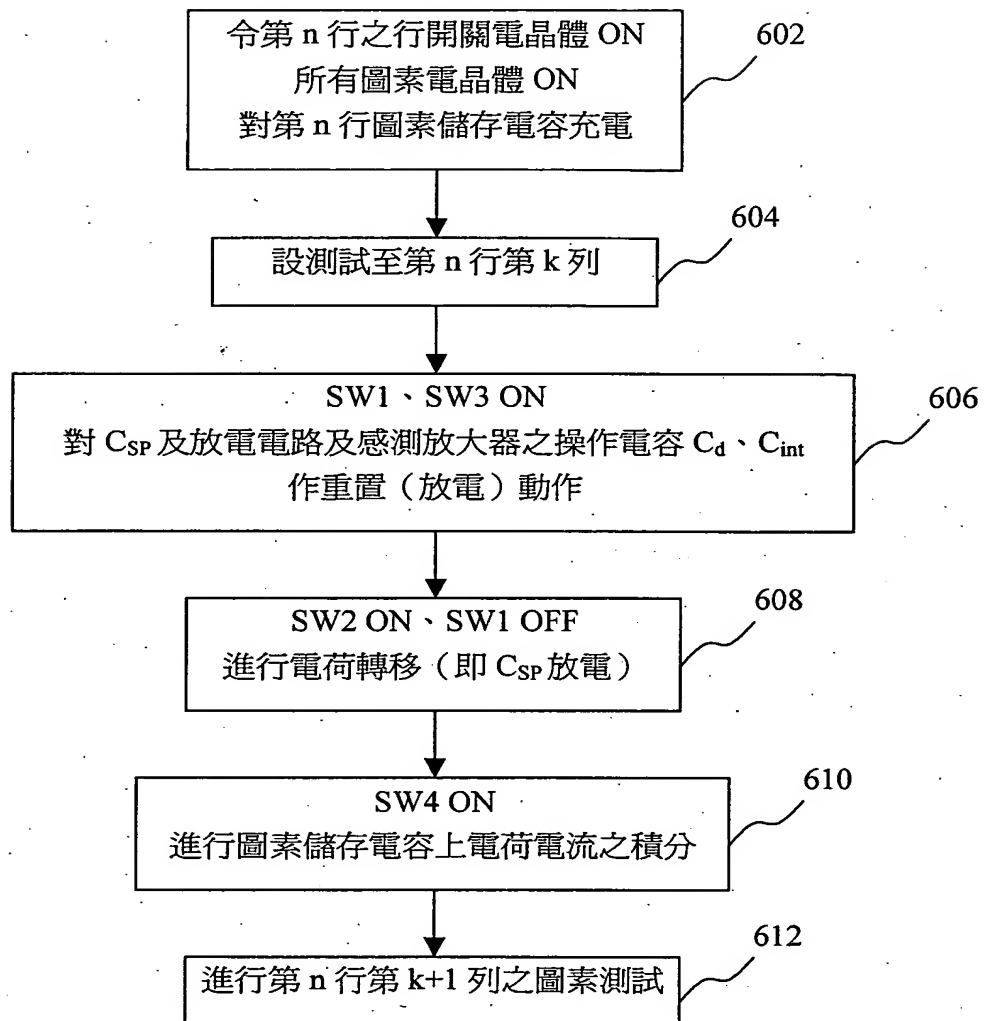 令第 n 行之行開關電晶體 ON
所有圖素電晶體 ON
對第 n 行圖素儲存電容充電
602
設測試至第 n 行第 k 列
604
SW1、SW3 ON
對 CSP 及放電電路及感測放大器之操作電容 Cd、Cint
作重置（放電）動作
606
SW2 ON、SW1 OFF
進行電荷轉移（即 CSP 放電）
608
SW4 ON
進行圖素儲存電容上電荷電流之積分
610
進行第 n 行第 k+1 列之圖素測試
612